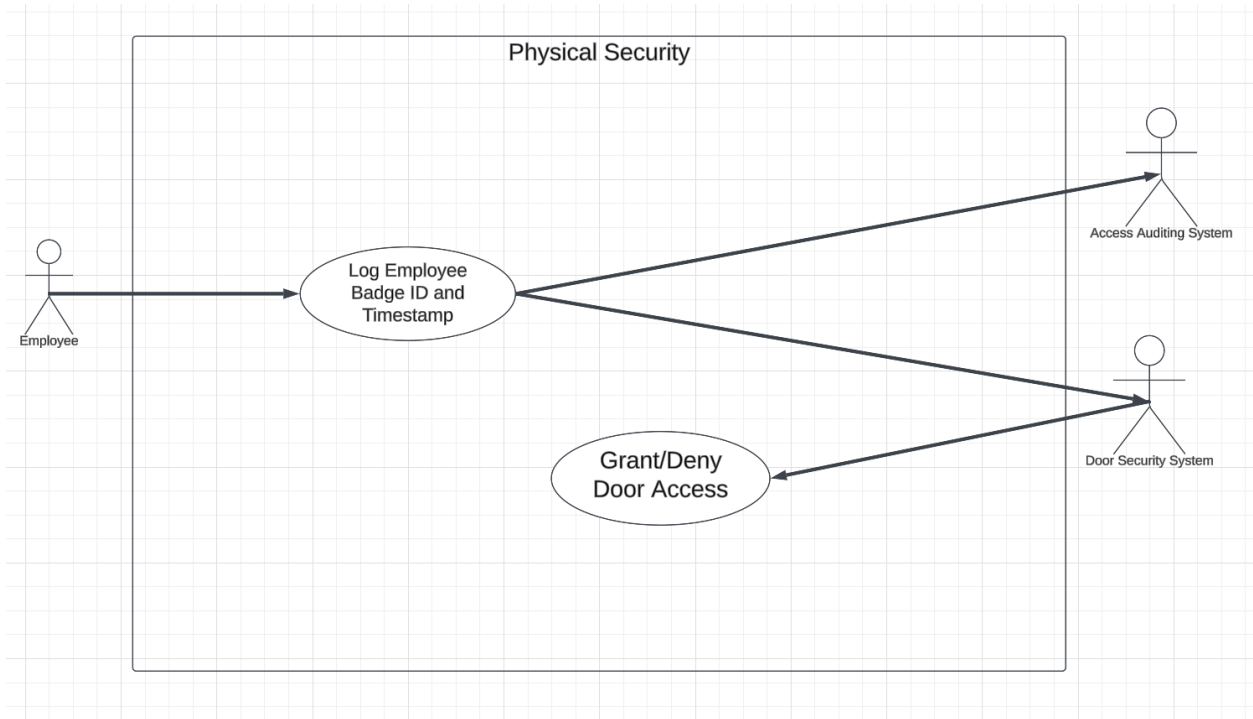 Physical Security
Access Auditing System
Log Employee
Badge ID and
Timestamp
Employee
Grant/Deny
Door Access
Door Security System